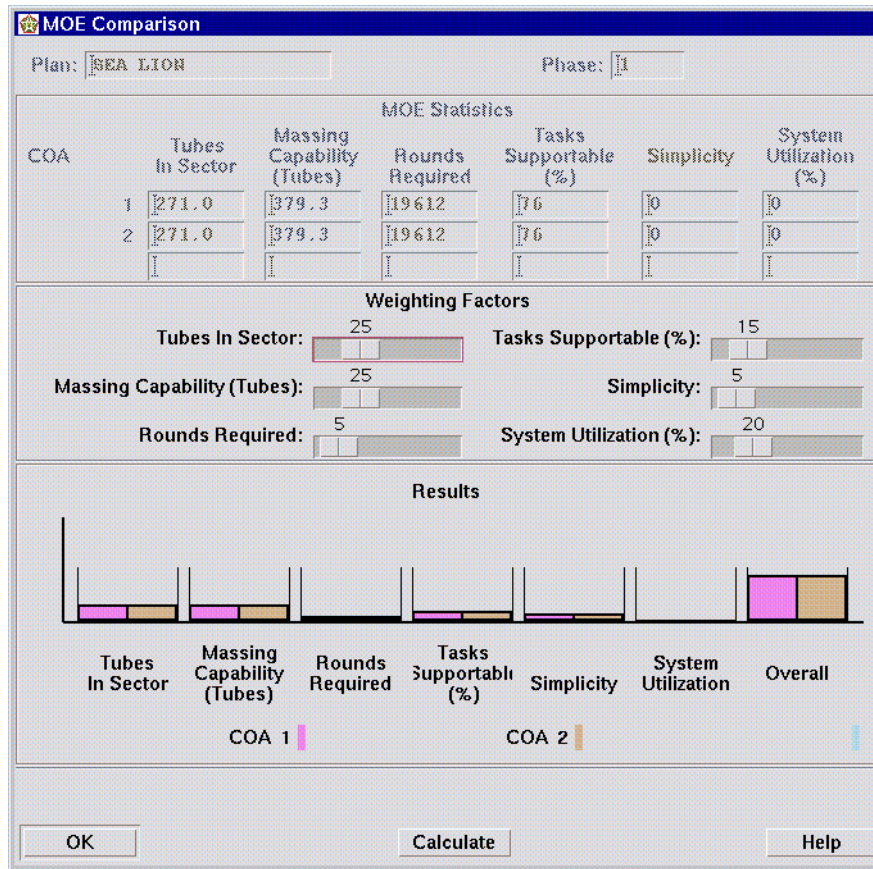 MOE Comparison
Plan: SEA LION Phase: 1
MOE Statistics
COA Tubes In Sector Massing Capability (Tubes) Rounds Required Tasks Supportable (%) Simplicity System Utilization (%)
1 271.0 379.3 19612 76 0 0
2 271.0 379.3 19612 76 0 0
Weighting Factors
Tubes In Sector: 25 Tasks Supportable (%): 15
Massing Capability (Tubes): 25 Simplicity: 5
Rounds Required: 5 System Utilization (%): 20
Results
Tubes In Sector Massing Capability (Tubes) Rounds Required Tasks Supportabl (%) Simplicity System Utilization Overall
COA 1 COA 2
OK Calculate Help